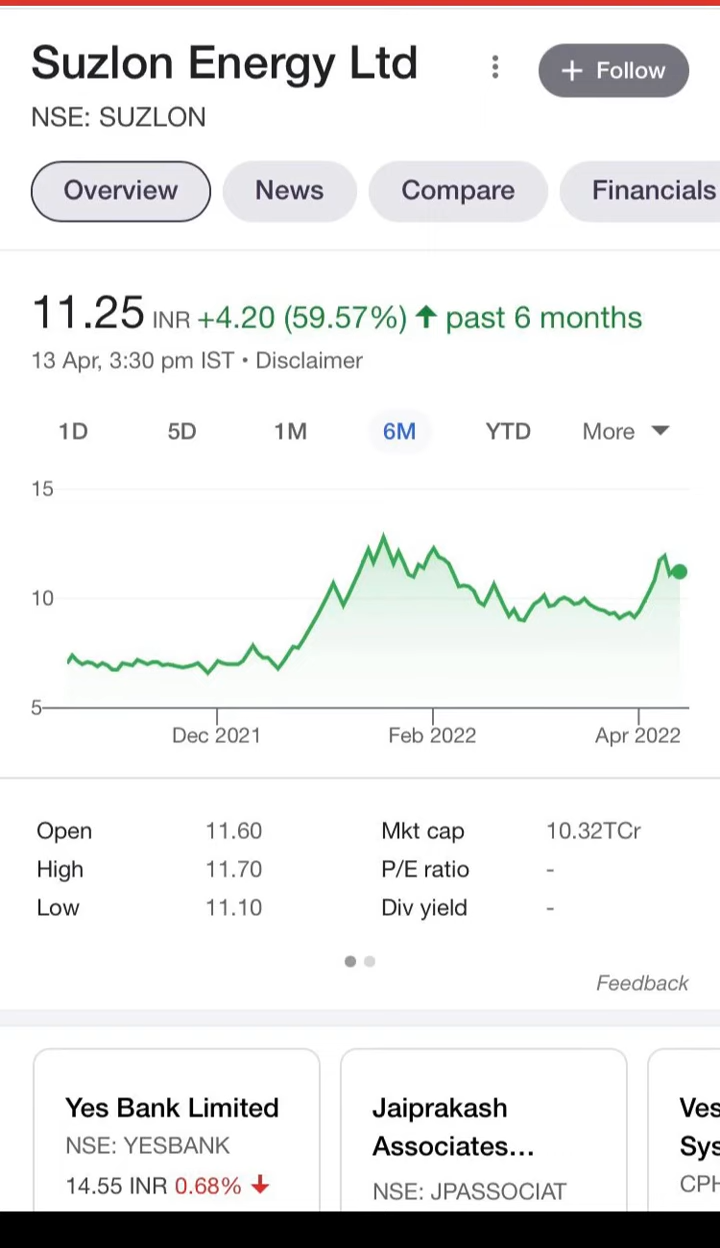 Suzlon Energy Ltd
+ Follow
NSE: SUZLON
Overview News Compare Financials
11.25 INR +4.20 (59.57%) ↑ past 6 months
13 Apr, 3:30 pm IST • Disclaimer
1D 5D 1M 6M YTD More
15
10
5
Dec 2021 Feb 2022 Apr 2022
Open 11.60 Mkt cap 10.32TCr
High 11.70 P/E ratio -
Low 11.10 Div yield -
Feedback
Yes Bank Limited
NSE: YESBANK
14.55 INR 0.68% ↓
Jaiprakash
Associates...
NSE: JPASSOCIAT
Ves
Sys
CPH